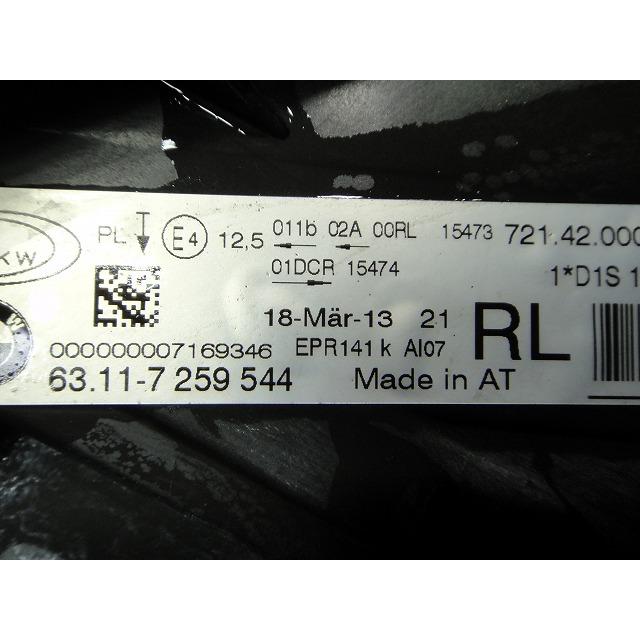 PL E4 12,5 011b 02A 00RL 15473 721.42.000
01DCR 15474 1*D1S 1
18-Mär-13 21 RL
000000007169346 EPR141 k AI07
63.11-7 259 544 Made in AT